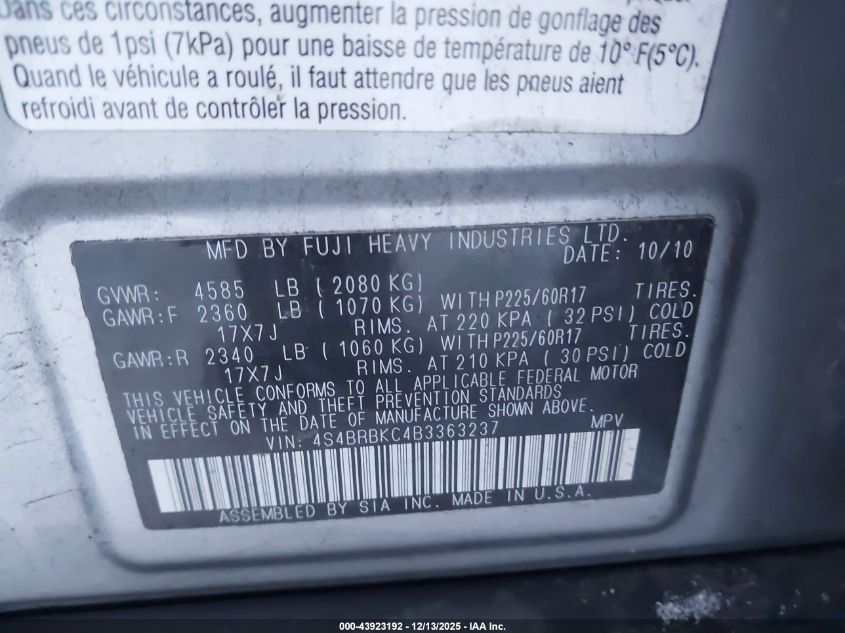 Dans ces circonstances, augmenter la pression de gonflage des
pneus de 1psi (7kPa) pour une baisse de température de 10°F(5°C).
Quand le véhicule a roulé, il faut attendre que les pneus aient
refroidi avant de contrôler la pression.
MFD BY FUJI HEAVY INDUSTRIES LTD.
DATE: 10/10
GVWR: 4585 LB ( 2080 KG)
GAWR:F 2360 LB ( 1070 KG) WITH P225/60R17 TIRES.
17X7J RIMS. AT 220 KPA ( 32 PSI) COLD
GAWR:R 2340 LB ( 1060 KG) WITH P225/60R17 TIRES.
17X7J RIMS. AT 210 KPA ( 30 PSI) COLD
THIS VEHICLE CONFORMS TO ALL APPLICABLE FEDERAL MOTOR
VEHICLE SAFETY AND THEFT PREVENTION STANDARDS
IN EFFECT ON THE DATE OF MANUFACTURE SHOWN ABOVE.
VIN: 4S4BRBKC4B3363237 MPV
ASSEMBLED BY SIA INC. MADE IN U.S.A.
000-43923192 - 12/13/2025 - IAA Inc.